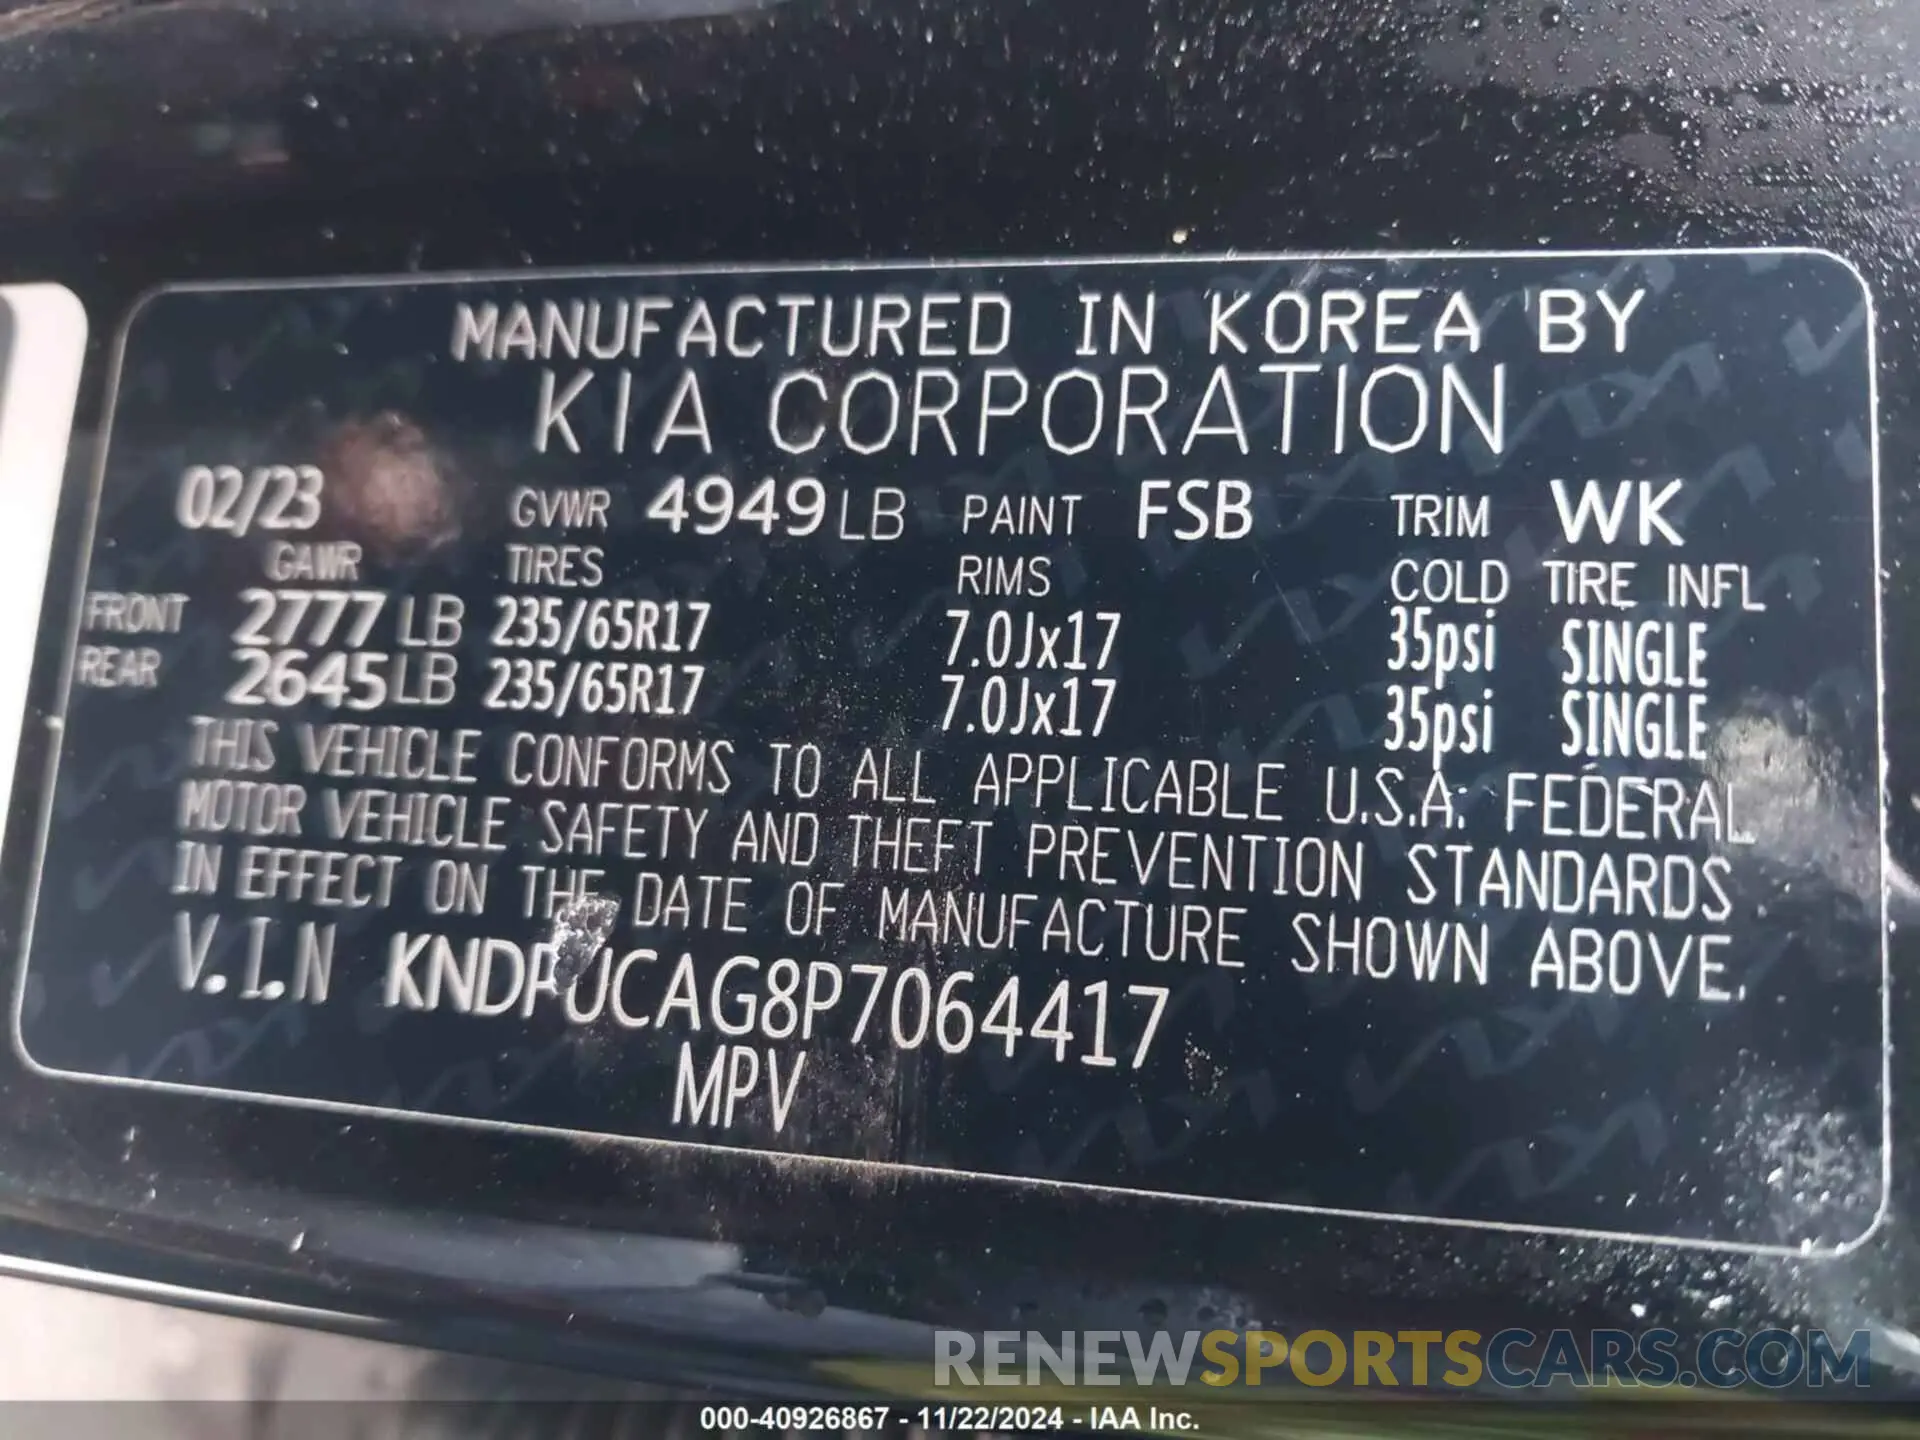 MANUFACTURED IN KOREA BY
KIA CORPORATION
02/23 GVWR 4949 LB PAINT FSB TRIM WK
GAWR TIRES RIMS COLD TIRE INFL
FRONT 2777 LB 235/65R17 7.0Jx17 35psi SINGLE
REAR 2645 LB 235/65R17 7.0Jx17 35psi SINGLE
THIS VEHICLE CONFORMS TO ALL APPLICABLE U.S.A. FEDERAL
MOTOR VEHICLE SAFETY AND THEFT PREVENTION STANDARDS
IN EFFECT ON THE DATE OF MANUFACTURE SHOWN ABOVE.
V.I.N KNDPUCAG8P7064417
MPV
RENEWSPORTSCARS.COM
000-40926867 - 11/22/2024 - IAA Inc.